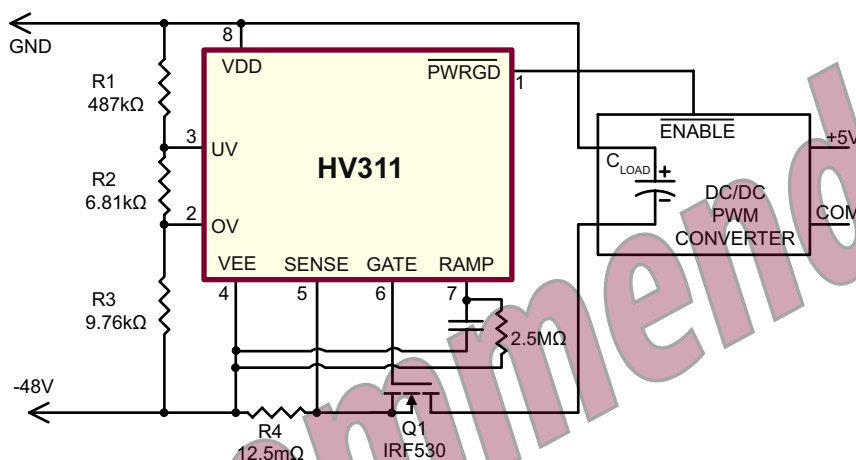 GND
R1
487kΩ
R2
6.81kΩ
R3
9.76kΩ
-48V
8
VDD
PWRGD
1
3
UV
HV311
2
OV
VEE
SENSE
GATE
RAMP
4
5
6
7
2.5MΩ
R4
12.5mΩ
Q1
IRF530
ENABLE
+5V
CLOAD
+
–
DC/DC
PWM
CONVERTER
COM
ommend